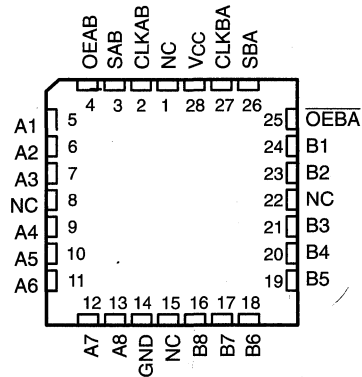 OEAB SAB CLKAB NC VCC CLKBA SBA
4 3 2 1 28 27 26
A1 5 25 OEBA
A2 6 24 B1
A3 7 23 B2
NC 8 22 NC
A4 9 21 B3
A5 10 20 B4
A6 11 19 B5
12 13 14 15 16 17 18
A7 A8 GND NC B8 B7 B6